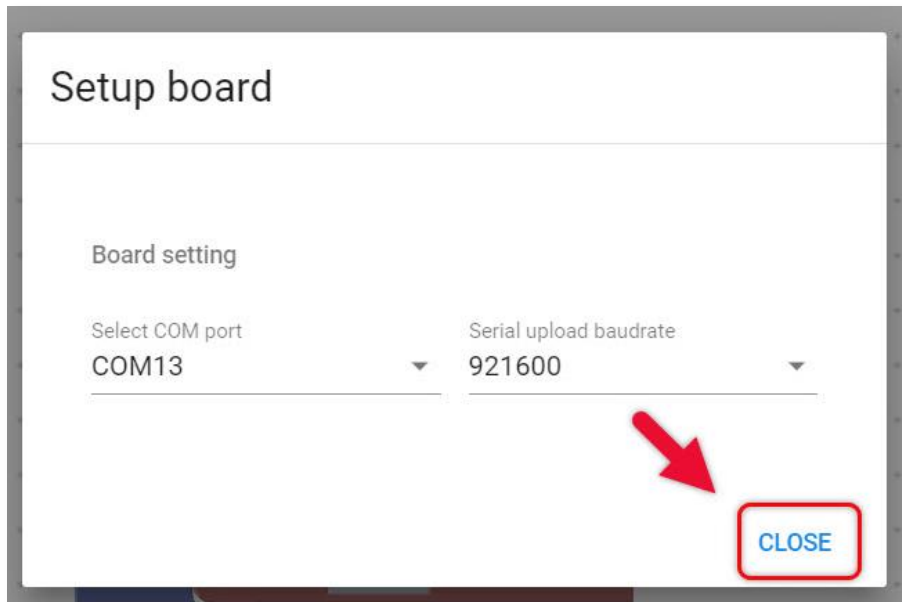 Setup board
Board setting
Select COM port
Serial upload baudrate
COM13
921600
CLOSE